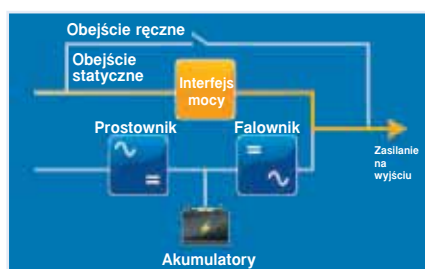 Obejście ręczne
Obejście
statyczne
Interfejs
mocy
Prostownik
Falownik
Zasilanie
na
wyjściu
Akumulatory